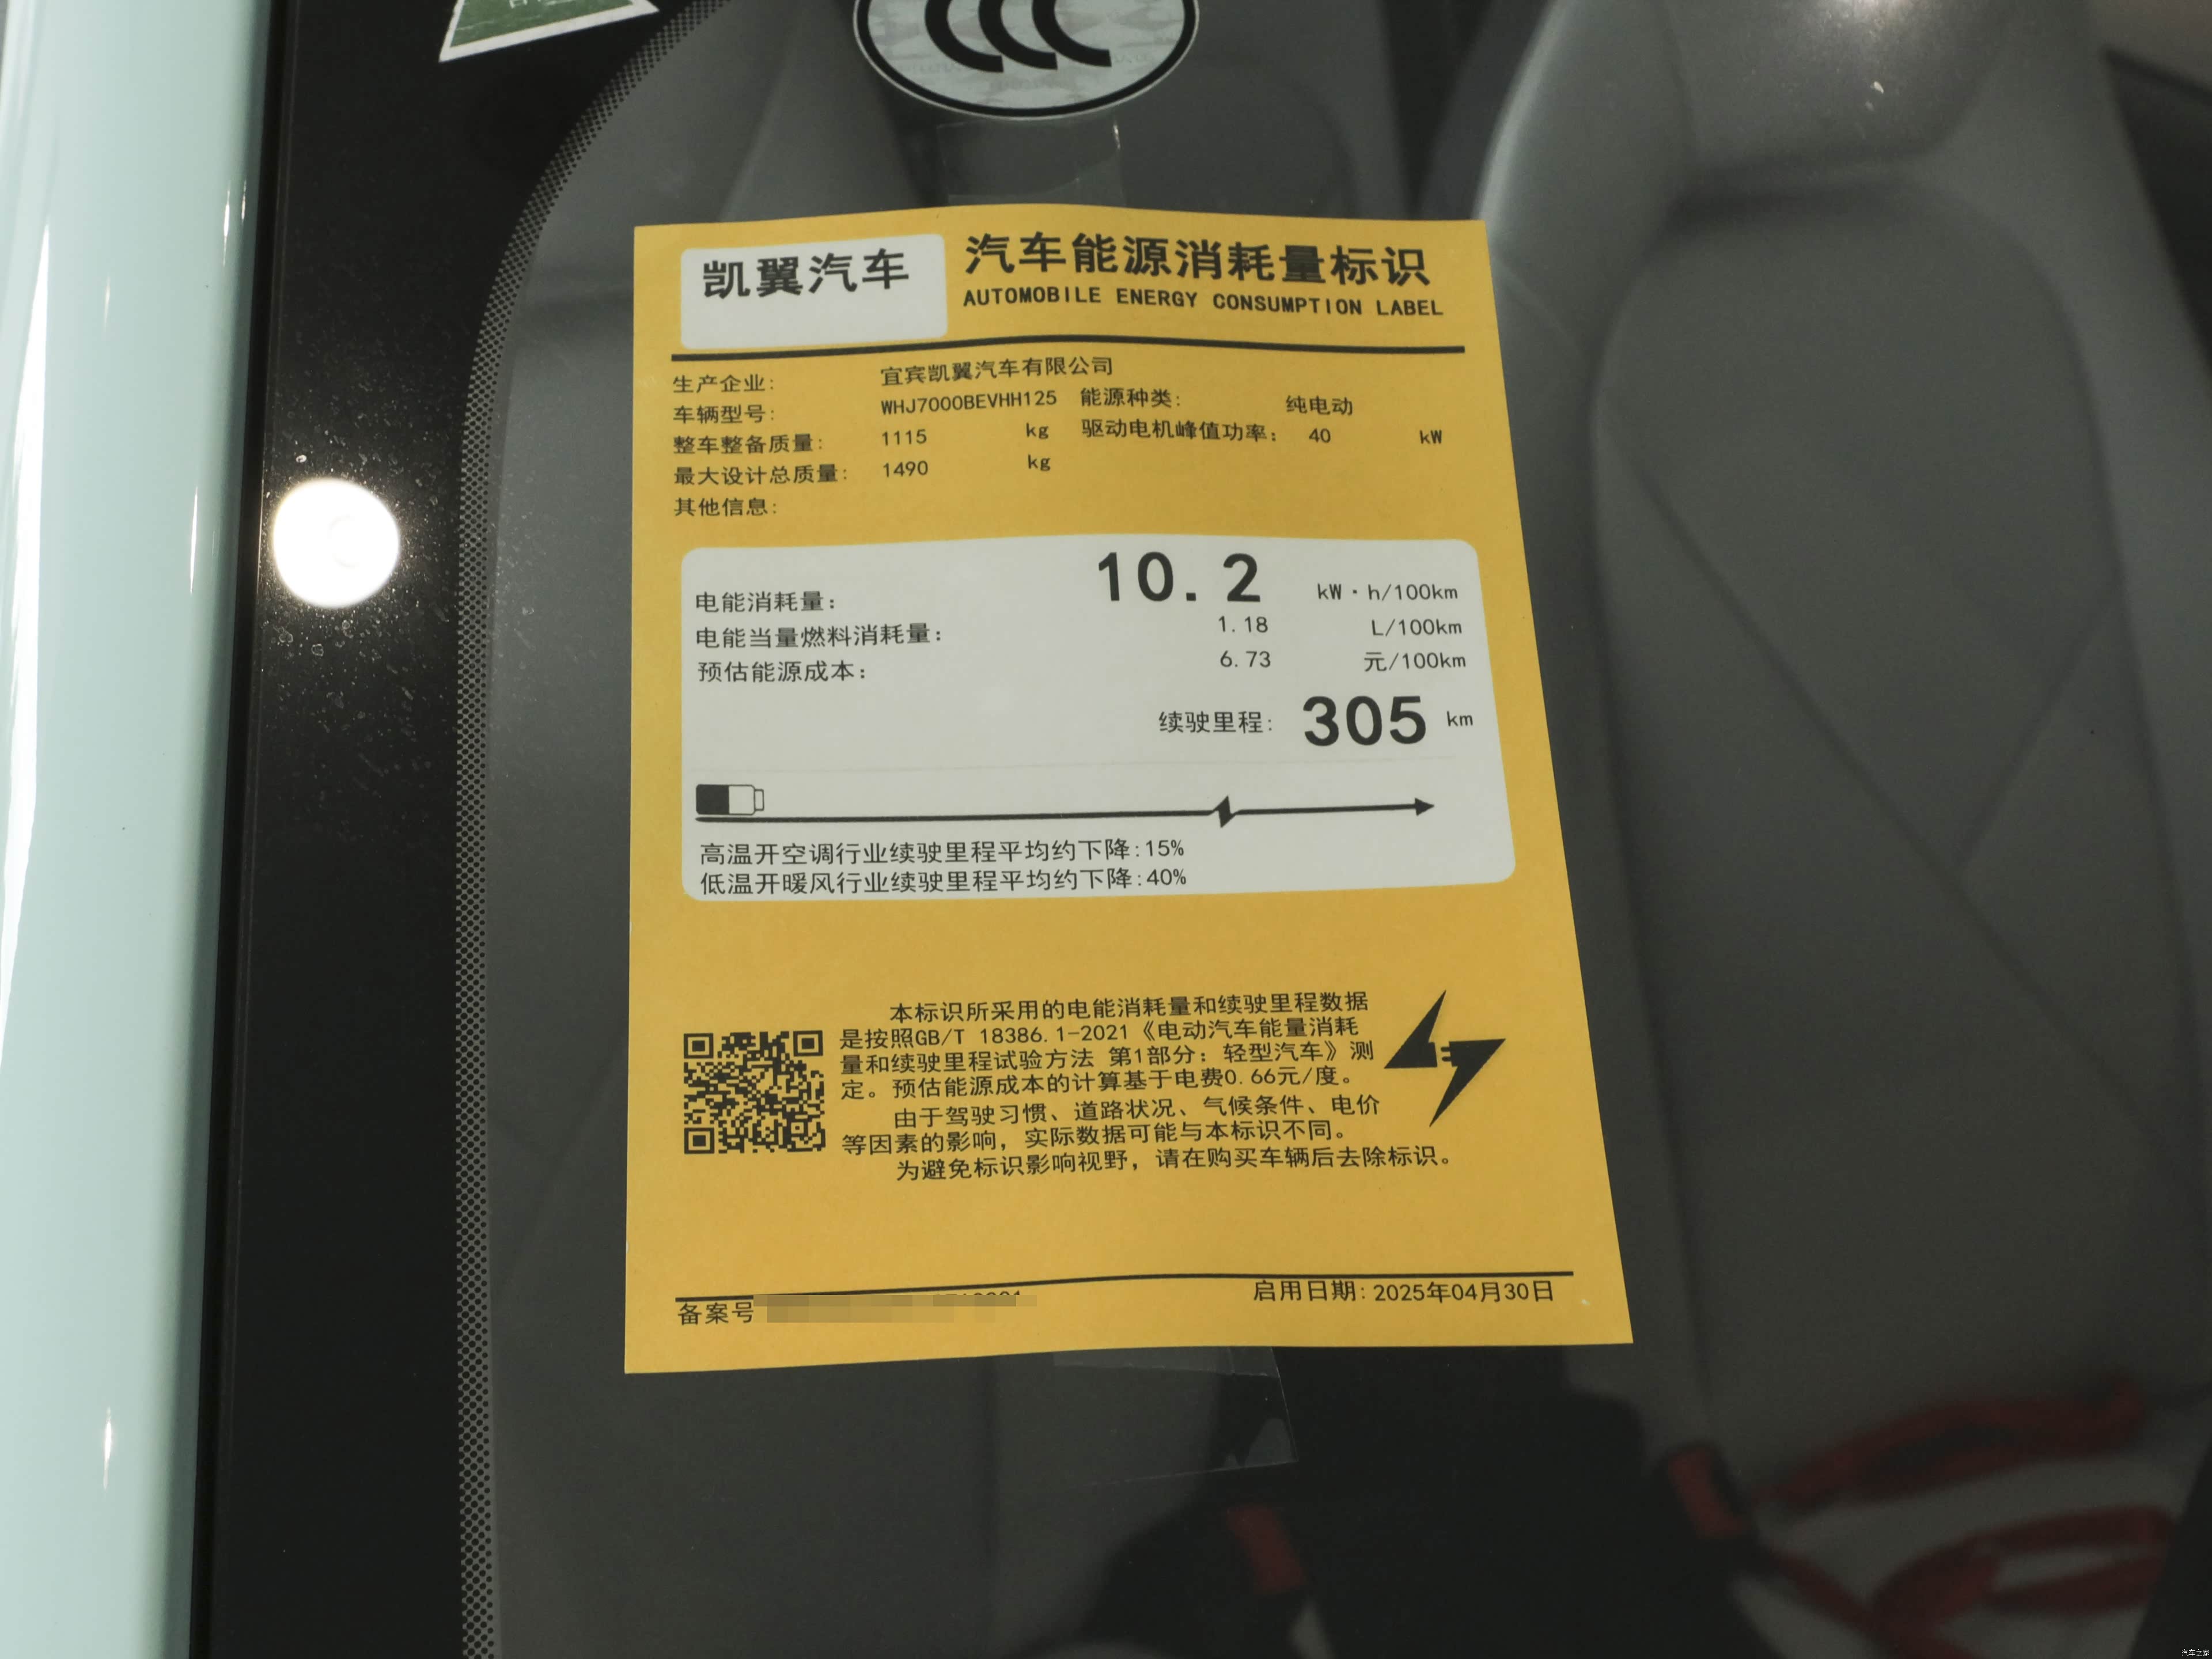 凯翼汽车
汽车能源消耗量标识
AUTOMOBILE ENERGY CONSUMPTION LABEL
生产企业: 宜宾凯翼汽车有限公司
车辆型号: WHJ7000BEVHH125 能源种类: 纯电动
整车整备质量: 1115 kg 驱动电机峰值功率: 40 kW
最大设计总质量: 1490 kg
其他信息:
电能消耗量: 10.2 kW·h/100km
电能当量燃料消耗量: 1.18 L/100km
预估能源成本: 6.73 元/100km
续驶里程: 305 km
高温开空调行业续驶里程平均约下降:15%
低温开暖风行业续驶里程平均约下降:40%
本标识所采用的电能消耗量和续驶里程数据
是按照GB/T 18386.1-2021《电动汽车能量消耗
量和续驶里程试验方法 第1部分: 轻型汽车》测
定。预估能源成本的计算基于电费0.66元/度。
由于驾驶习惯、道路状况、气候条件、电价
等因素的影响, 实际数据可能与本标识不同。
为避免标识影响视野, 请在购买车辆后去除标识。
备案号
启用日期: 2025年04月30日
汽车之家